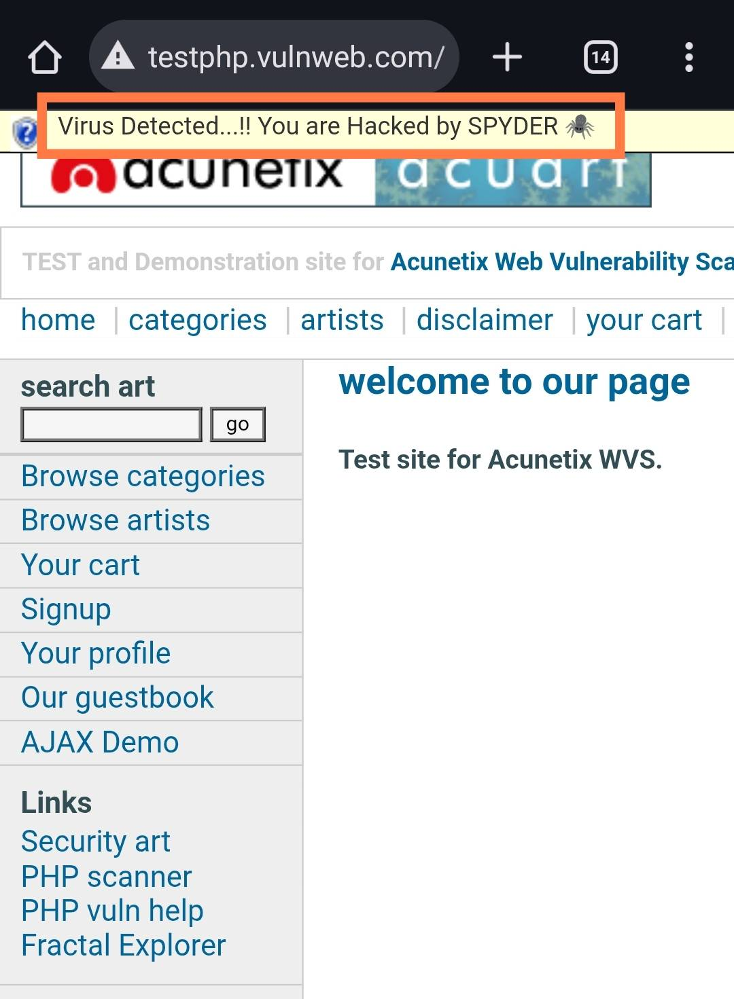 testphp.vulnweb.com/
14
Virus Detected...!! You are Hacked by SPYDER 🕷
acunetix acuart
TEST and Demonstration site for Acunetix Web Vulnerability Sca
home | categories | artists | disclaimer | your cart |
search art
go
welcome to our page
Test site for Acunetix WVS.
Browse categories
Browse artists
Your cart
Signup
Your profile
Our guestbook
AJAX Demo
Links
Security art
PHP scanner
PHP vuln help
Fractal Explorer